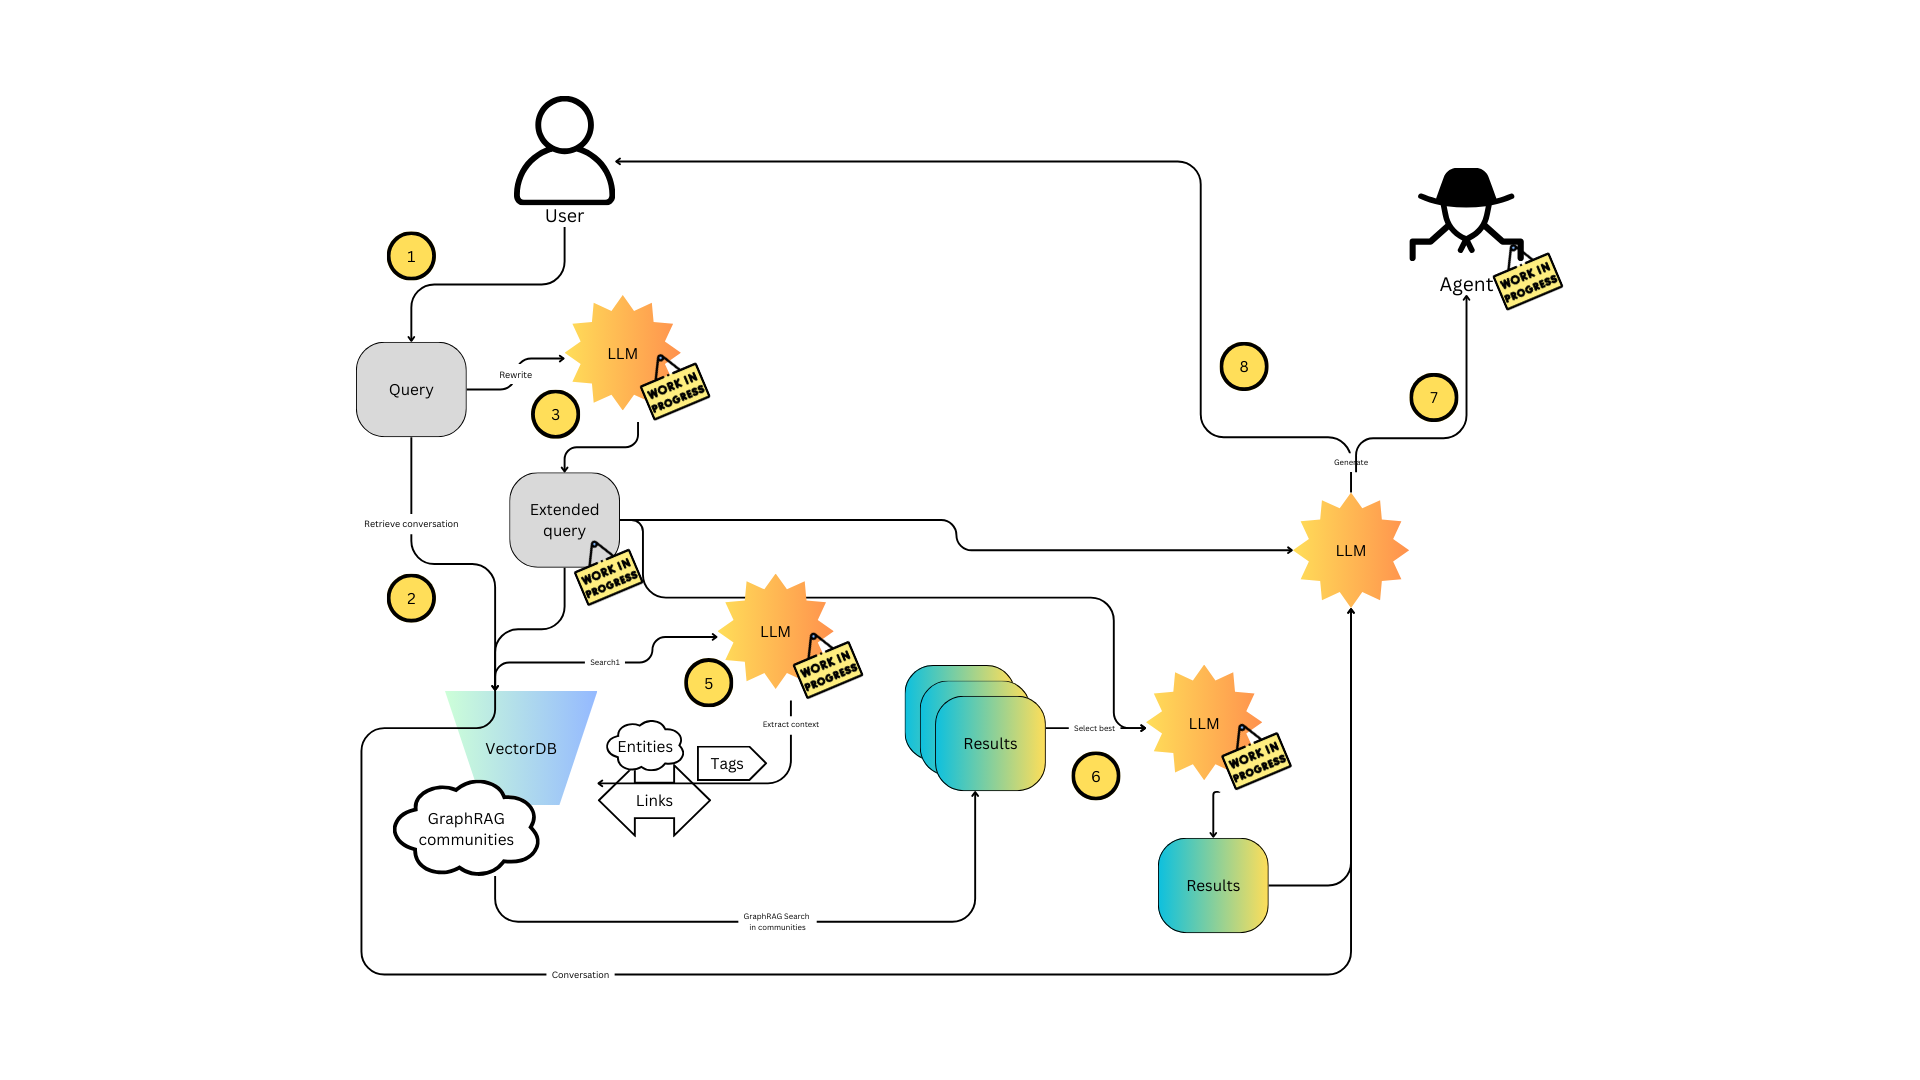 User
1
Agent
WORK IN
PROGRESS
LLM
WORK IN
PROGRESS
Query
Rewrite
3
8
7
Generate
Extended
query
WORK IN
PROGRESS
Retrieve conversation
LLM
2
LLM
WORK IN
PROGRESS
Search1
5
Extract context
VectorDB
Entities
Tags
Links
GraphRAG
communities
Results
Select best
6
LLM
WORK IN
PROGRESS
Results
GraphRAG Search
in communities
Conversation